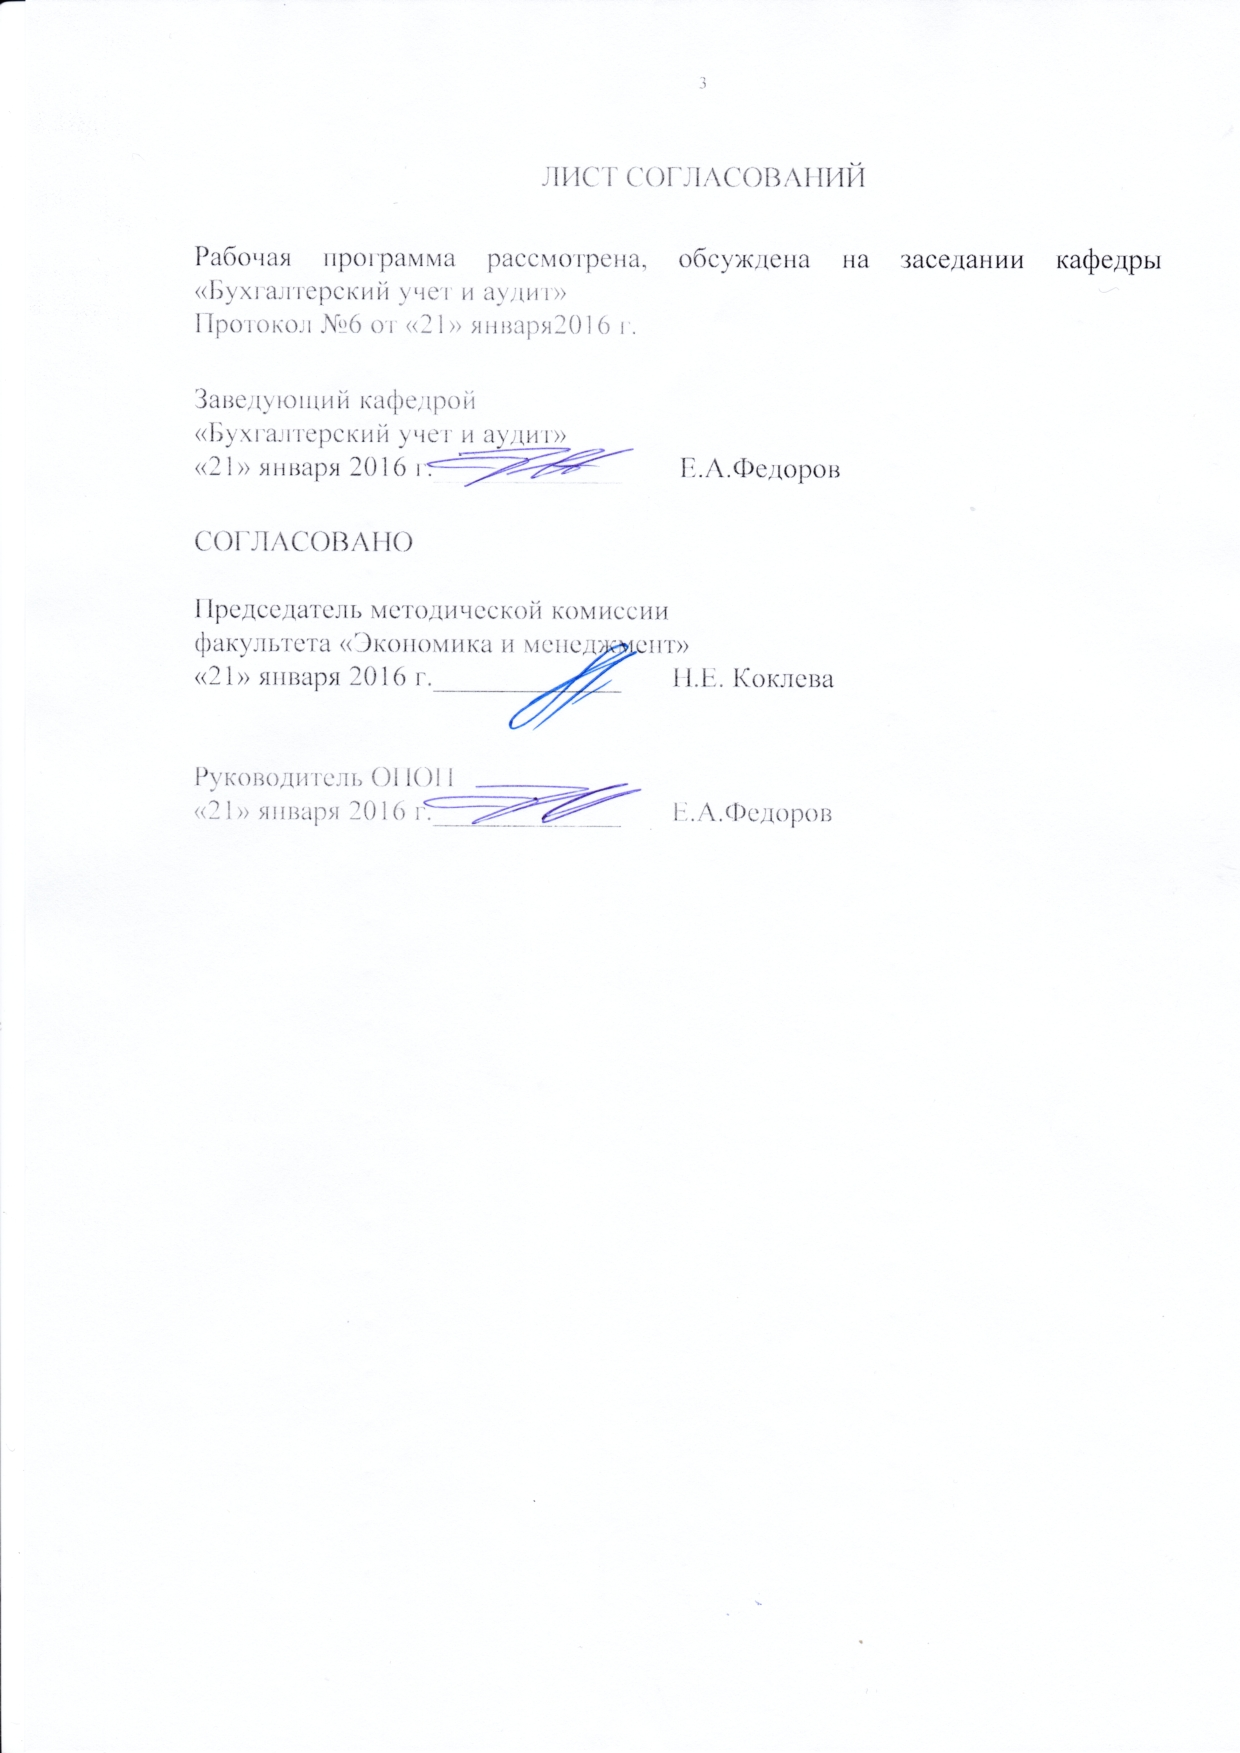 3
ЛИСТ СОГЛАСОВАНИЙ
Рабочая программа рассмотрена, обсуждена на заседании кафедры
«Бухгалтерский учет и аудит»
Протокол №6 от «21» января2016 г.
Заведующий кафедрой
«Бухгалтерский учет и аудит»
«21» января 2016 г. Е.А.Федоров
СОГЛАСОВАНО
Председатель методической комиссии
факультета «Экономика и менеджмент»
«21» января 2016 г. Н.Е. Коклева
Руководитель ОПОП
«21» января 2016 г. Е.А.Федоров